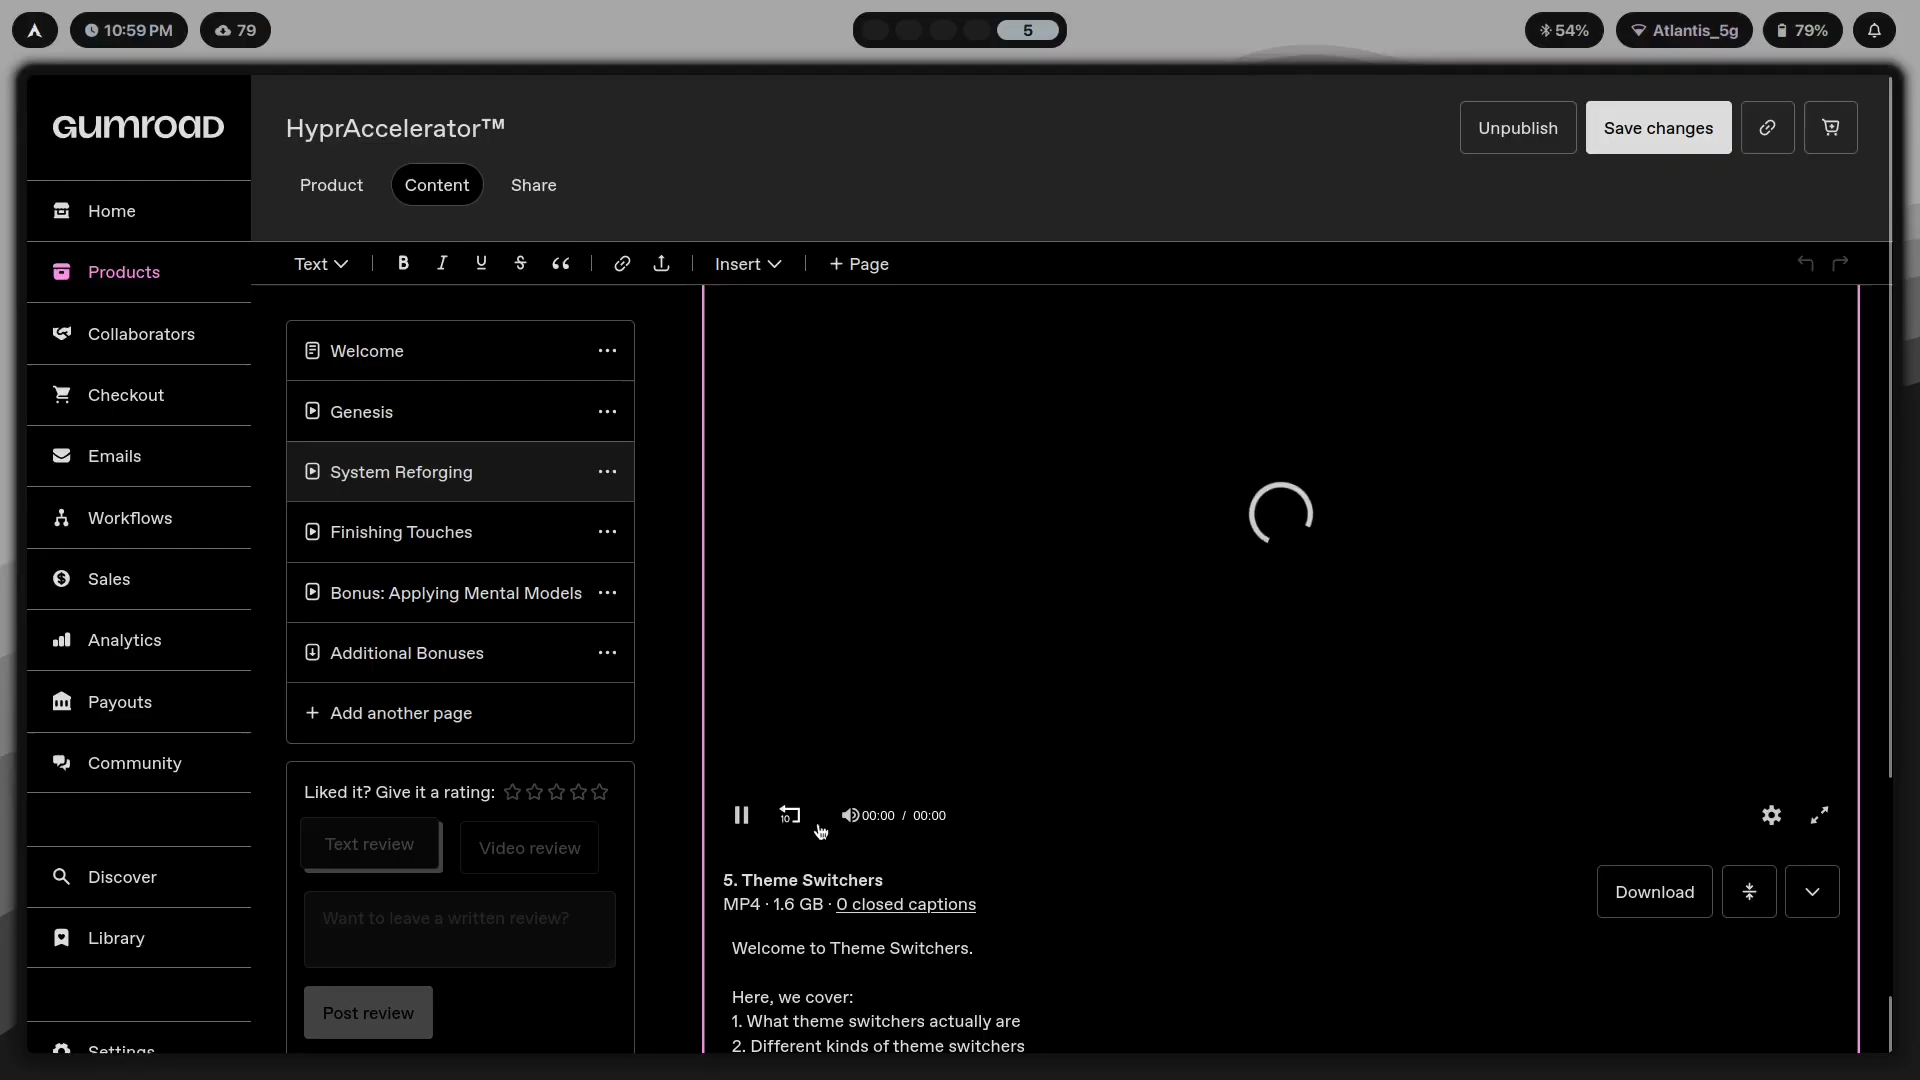 10:59 PM
79
5
54%
Atlantis_5g
79%
GUMROAD
HyprAccelerator™
Unpublish
Save changes
Product
Content
Share
Home
Products
Collaborators
Checkout
Emails
Workflows
Sales
Analytics
Payouts
Community
Discover
Library
Settings
Text
B
I
U
S
Insert
+ Page
Welcome
Genesis
System Reforging
Finishing Touches
Bonus: Applying Mental Models
Additional Bonuses
+ Add another page
Liked it? Give it a rating:
Text review
Video review
Want to leave a written review?
Post review
10
00:00 / 00:00
5. Theme Switchers
MP4 · 1.6 GB · 0 closed captions
Download
Welcome to Theme Switchers.
Here, we cover:
1. What theme switchers actually are
2. Different kinds of theme switchers